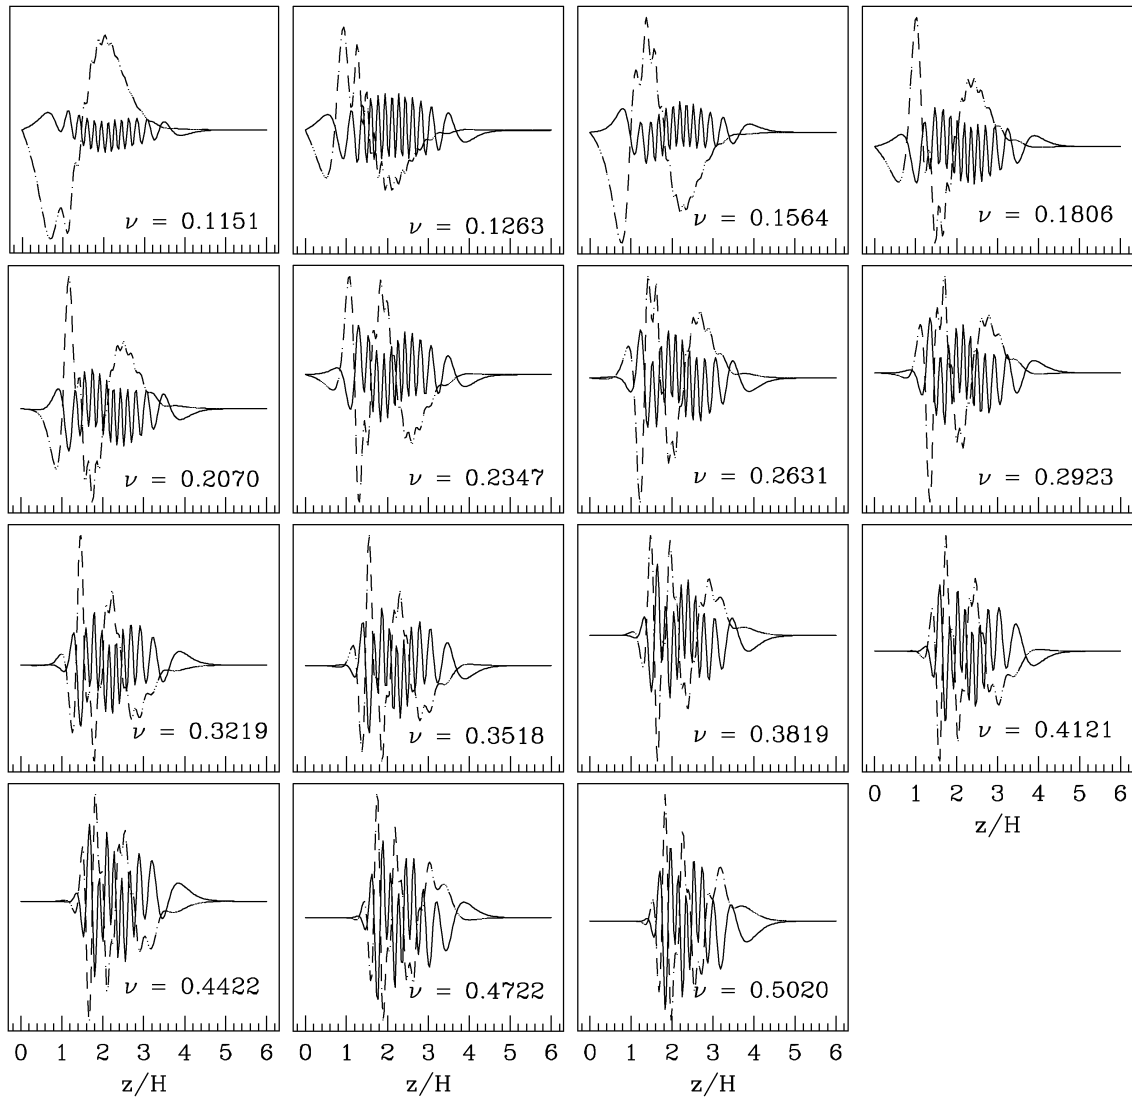 ν = 0.1151
ν = 0.1263
ν = 0.1564
ν = 0.1806
ν = 0.2070
ν = 0.2347
ν = 0.2631
ν = 0.2923
ν = 0.3219
ν = 0.3518
ν = 0.3819
ν = 0.4121
0 1 2 3 4 5 6
z/H
ν = 0.4422
ν = 0.4722
ν = 0.5020
0 1 2 3 4 5 6
0 1 2 3 4 5 6
0 1 2 3 4 5 6
z/H
z/H
z/H